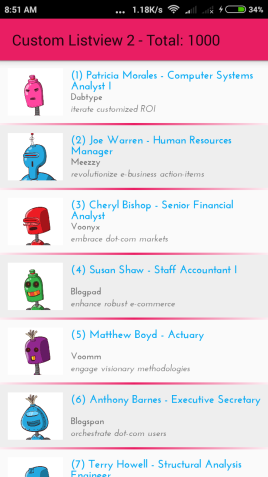 8:51 AM ... 1.18K/s 34%
Custom Listview 2 - Total: 1000
(1) Patricia Morales - Computer Systems
Analyst I
Dabtype
iterate customized ROI
(2) Joe Warren - Human Resources
Manager
Meezzy
revolutionize e-business action-items
(3) Cheryl Bishop - Senior Financial
Analyst
Voonyx
embrace dot-com markets
(4) Susan Shaw - Staff Accountant I
Blogpad
enhance robust e-commerce
(5) Matthew Boyd - Actuary
Voomm
engage visionary methodologies
(6) Anthony Barnes - Executive Secretary
Blogspan
orchestrate dot-com users
(7) Terry Howell - Structural Analysis
Engineer